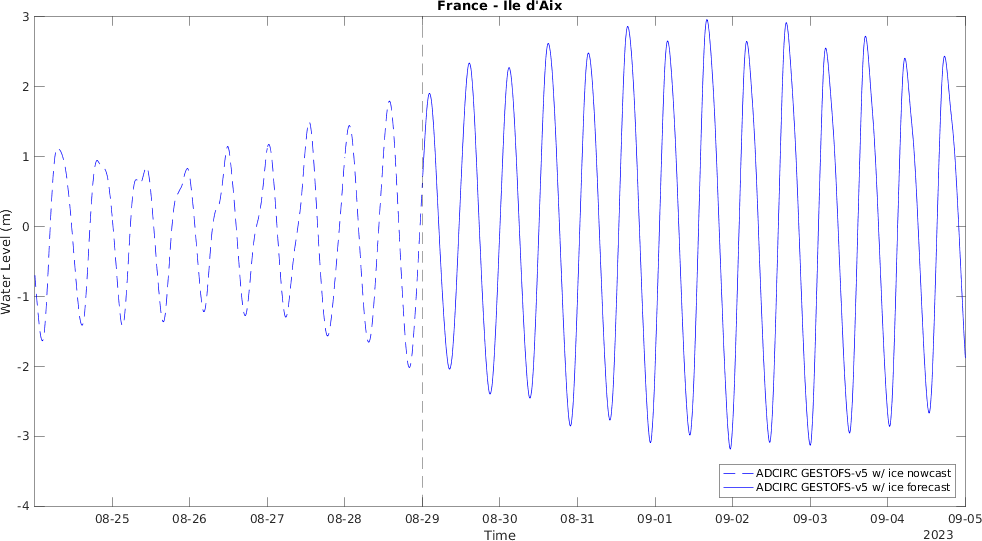 France - Ile d'Aix
3
2
1
0
-1
-2
-3
-4
Water Level (m)
08-25 08-26 08-27 08-28 08-29 08-30 08-31 09-01 09-02 09-03 09-04 09-05
Time
2023
ADCIRC GESTOFS-v5 w/ ice nowcast
ADCIRC GESTOFS-v5 w/ ice forecast